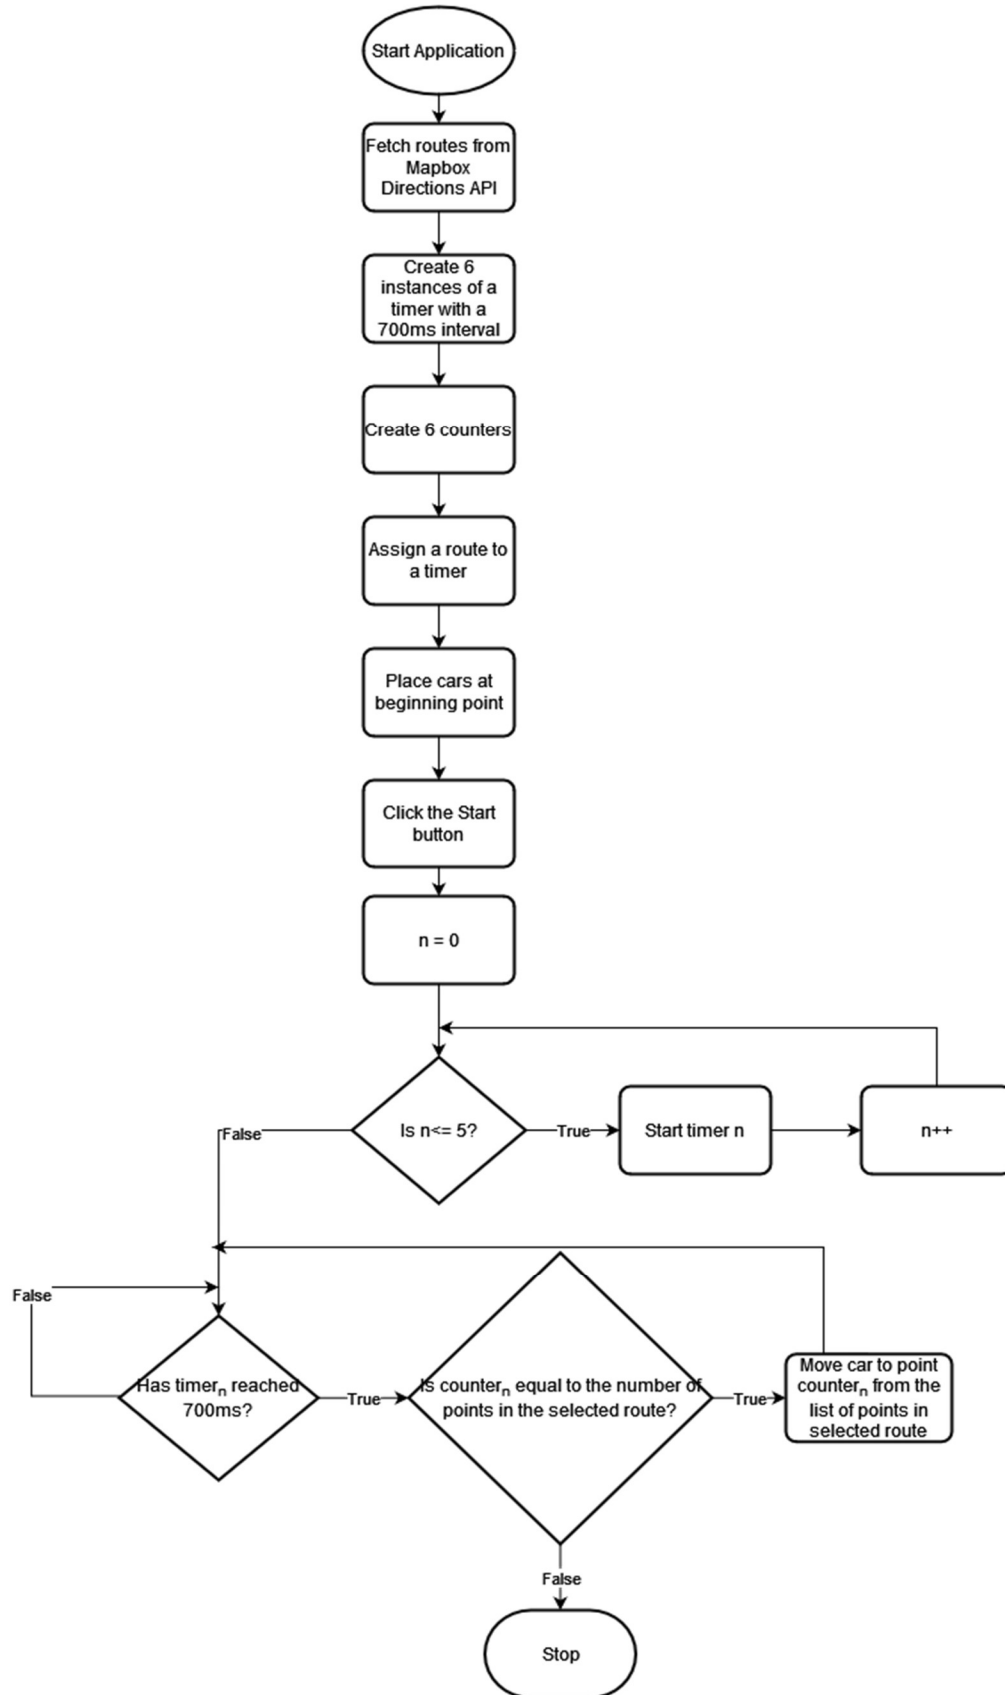 Start Application
Fetch routes from
Mapbox
Directions API
Create 6
instances of a
timer with a
700ms interval
Create 6 counters
Assign a route to
a timer
Place cars at
beginning point
Click the Start
button
n = 0
Is n<= 5?
True
Start timer n
n++
False
False
Has timerₙ reached
700ms?
True
Is counterₙ equal to the number of
points in the selected route?
True
Move car to point
counterₙ from the
list of points in
selected route
False
Stop